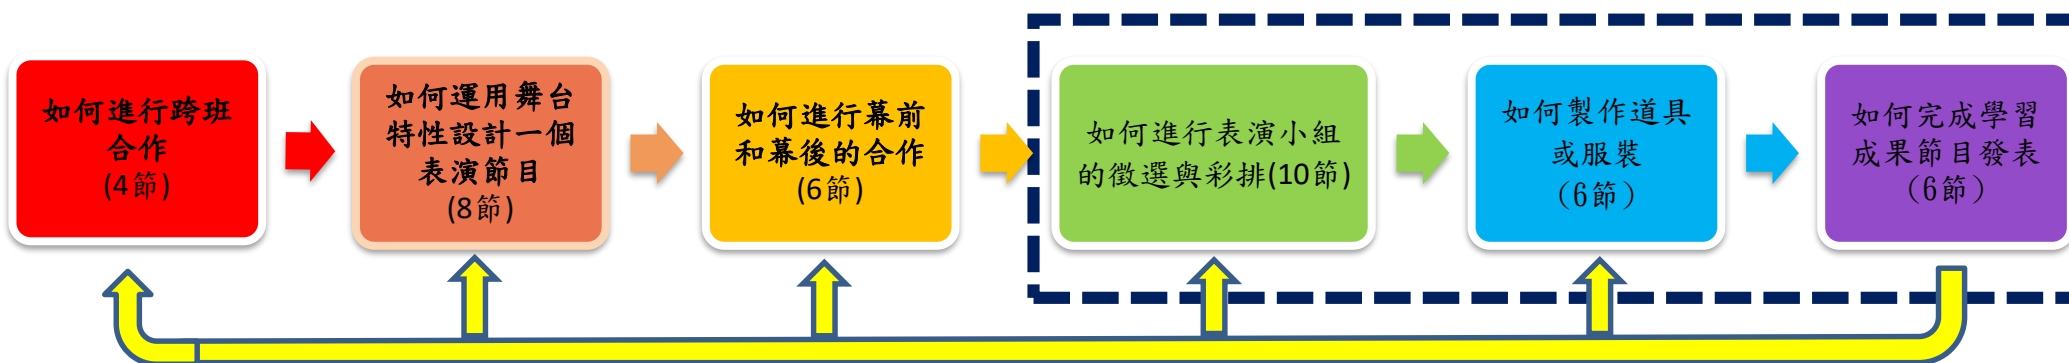 如何進行跨班
合作
(4節)
如何運用舞台
特性設計一個
表演節目
(8節)
如何進行幕前
和幕後的合作
(6節)
如何進行表演小組
的徵選與彩排(10節)
如何製作道具
或服裝
（6節）
如何完成學習
成果節目發表
（6節）